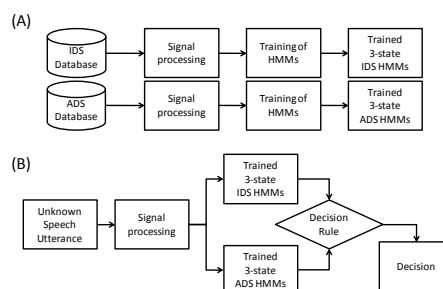 (A)
IDS
Database
Signal
processing
Training of
HMMs
Trained
3-state
IDS HMMs
ADS
Database
Signal
processing
Training of
HMMs
Trained
3-state
ADS HMMs
(B)
Unknown
Speech
Utterance
Signal
processing
Trained
3-state
IDS HMMs
Trained
3-state
ADS HMMs
Decision
Rule
Decision